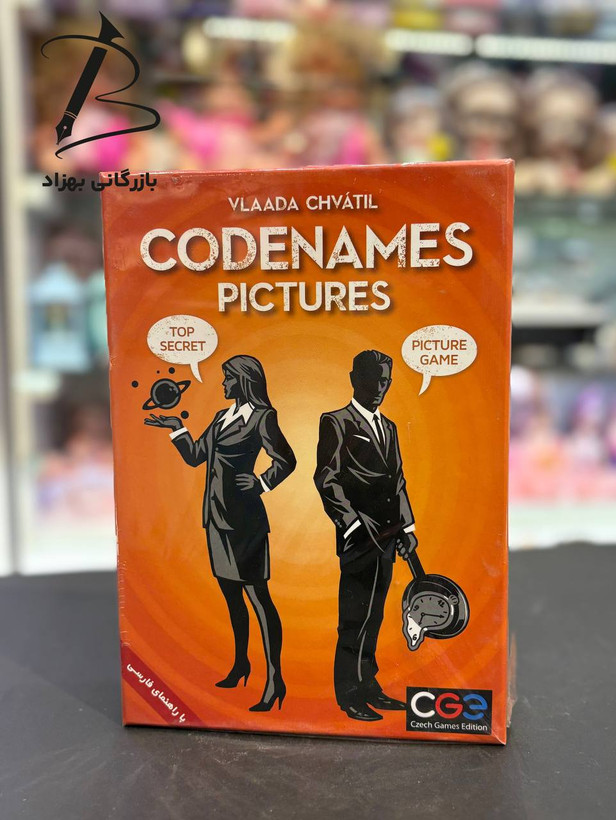 بازرگانی بهزاد
VLAADA CHVÁTIL
CODENAMES
PICTURES
TOP
SECRET
PICTURE
GAME
با راهنمای فارسی
CGE
Czech Games Edition